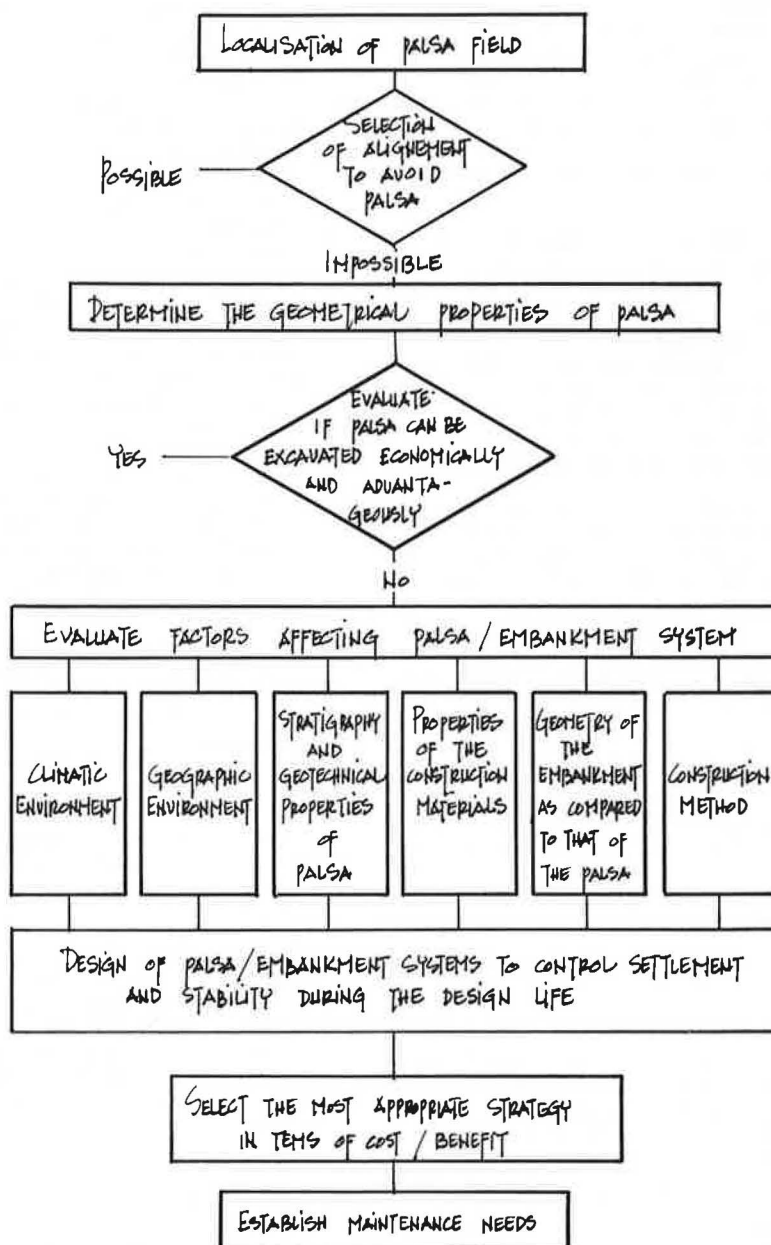 LOCALISATION OF PALSA FIELD
SELECTION
OF ALIGNEMENT
TO AVOID
PALSA
POSSIBLE
IMPOSSIBLE
DETERMINE THE GEOMETRICAL PROPERTIES OF PALSA
EVALUATE
IF PALSA CAN BE
EXCAVATED ECONOMICALLY
AND ADVANTA-
GEOUSLY
YES
NO
EVALUATE FACTORS AFFECTING PALSA/EMBANKMENT SYSTEM
CLIMATIC
ENVIRONMENT
GEOGRAPHIC
ENVIRONMENT
STRATIGRAPHY
AND
GEOTECHNICAL
PROPERTIES
OF
PALSA
PROPERTIES
OF THE
CONSTRUCTION
MATERIALS
GEOMETRY OF
THE
EMBANKMENT
AS COMPARED
TO THAT OF
THE PALSA
CONSTRUCTION
METHOD
DESIGN OF PALSA/EMBANKMENT SYSTEMS TO CONTROL SETTLEMENT
AND STABILITY DURING THE DESIGN LIFE
SELECT THE MOST APPROPRIATE STRATEGY
IN TEMS OF COST / BENEFIT
ESTABLISH MAINTENANCE NEEDS